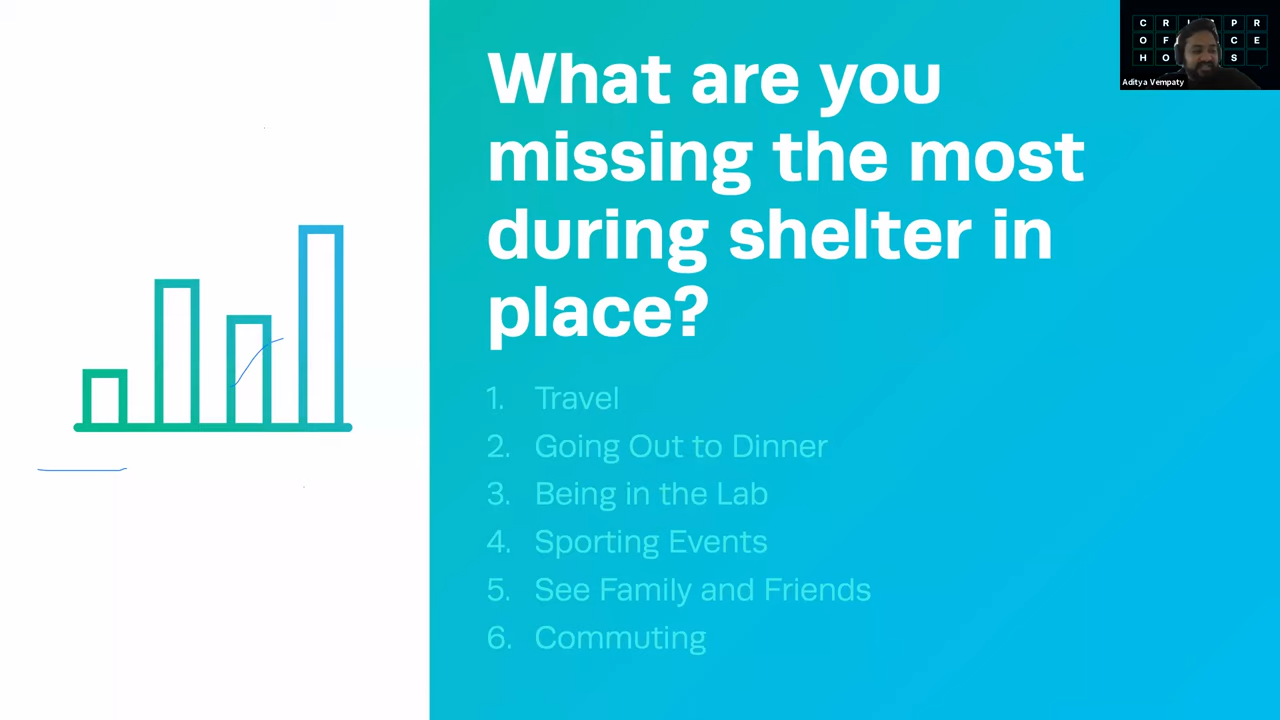 What are you
missing the most
during shelter in
place?
1. Travel
2. Going Out to Dinner
3. Being in the Lab
4. Sporting Events
5. See Family and Friends
6. Commuting
C R I S P R
O F C E
H O S
Aditya Vempaty